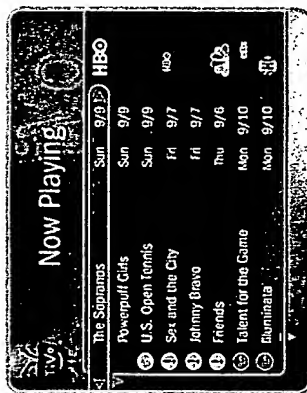 TiVo
Now Playing
The Sopranos Sun 9/9 HBO
Powerpuff Girls Sun 9/9
U.S. Open Tennis Sun 9/9
Sex and the City Fri 9/7 HBO
Johnny Bravo Fri 9/7
Friends Thu 9/6
Talent for the Game Mon 9/10
Illuminata Mon 9/10